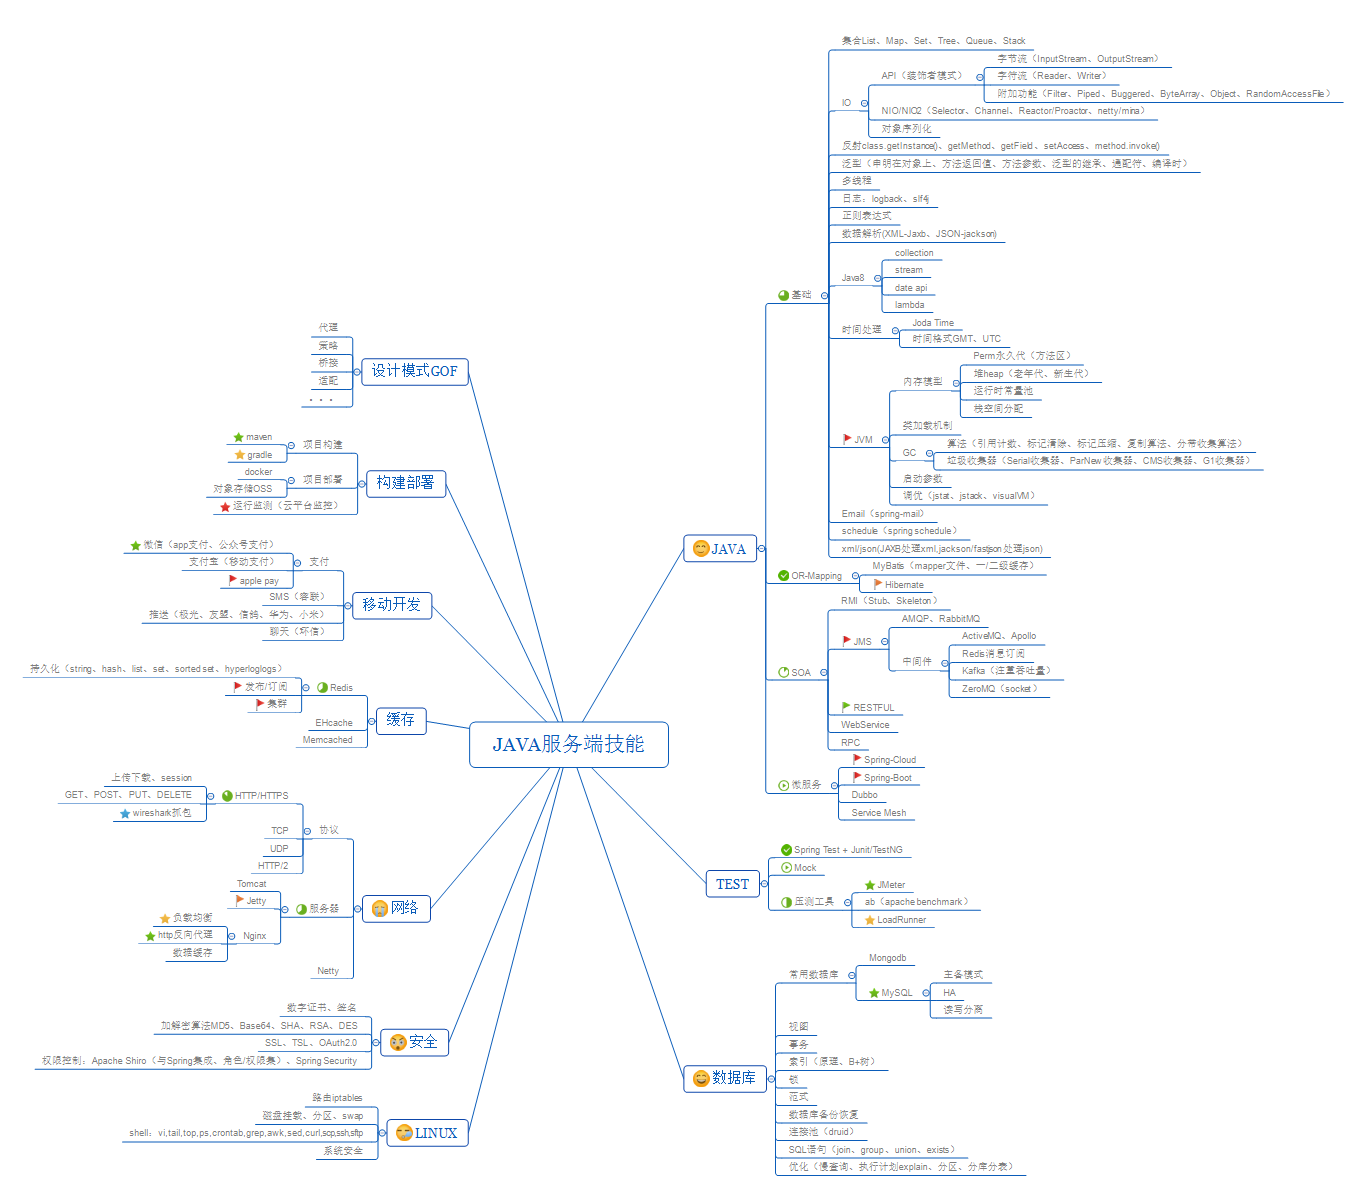 JAVA服务端技能
JAVA
基础
集合List、Map、Set、Tree、Queue、Stack
IO
API（装饰者模式）
字节流（InputStream、OutputStream）
字符流（Reader、Writer）
附加功能（Filter、Piped、Buggered、ByteArray、Object、RandomAccessFile）
NIO/NIO2（Selector、Channel、Reactor/Proactor、netty/mina）
对象序列化
反射class.getInstance()、getMethod、getField、setAccess、method.invoke()
泛型（申明在对象上、方法返回值、方法参数、泛型的继承、通配符、编译时）
多线程
日志：logback、slf4j
正则表达式
数据解析(XML-Jaxb、JSON-jackson)
Java8
collection
stream
date api
lambda
时间处理
Joda Time
时间格式GMT、UTC
JVM
内存模型
Perm永久代（方法区）
堆heap（老年代、新生代）
运行时常量池
栈空间分配
类加载机制
GC
算法（引用计数、标记清除、标记压缩、复制算法、分带收集算法）
垃圾收集器（Serial收集器、ParNew收集器、CMS收集器、G1收集器）
启动参数
调优（jstat、jstack、visualVM）
Email（spring-mail）
schedule（spring schedule）
xml/json(JAXB处理xml,jackson/fastjson处理json)
OR-Mapping
MyBatis（mapper文件、一/二级缓存）
Hibernate
SOA
RMI（Stub、Skeleton）
JMS
AMQP、RabbitMQ
中间件
ActiveMQ、Apollo
Redis消息订阅
Kafka（注重吞吐量）
ZeroMQ（socket）
RESTFUL
WebService
RPC
微服务
Spring-Cloud
Spring-Boot
Dubbo
Service Mesh
TEST
Spring Test + Junit/TestNG
Mock
压测工具
JMeter
ab（apache benchmark）
LoadRunner
数据库
常用数据库
Mongodb
MySQL
主备模式
HA
读写分离
视图
事务
索引（原理、B+树）
锁
范式
数据库备份恢复
连接池（druid）
SQL语句（join、group、union、exists）
优化（慢查询、执行计划explain、分区、分库分表）
设计模式GOF
代理
策略
桥接
适配
。。。
构建部署
项目构建
maven
gradle
项目部署
docker
对象存储OSS
运行监测（云平台监控）
移动开发
支付
微信（app支付、公众号支付）
支付宝（移动支付）
apple pay
SMS（容联）
推送（极光、友盟、信鸽、华为、小米）
聊天（环信）
缓存
Redis
持久化（string、hash、list、set、sorted set、hyperloglogs）
发布/订阅
集群
EHcache
Memcached
网络
协议
HTTP/HTTPS
上传下载、session
GET、POST、PUT、DELETE
wireshark抓包
TCP
UDP
HTTP/2
服务器
Tomcat
Jetty
Nginx
负载均衡
http反向代理
数据缓存
Netty
安全
数字证书、签名
加解密算法MD5、Base64、SHA、RSA、DES
SSL、TSL、OAuth2.0
权限控制：Apache Shiro（与Spring集成、角色/权限集）、Spring Security
LINUX
路由iptables
磁盘挂载、分区、swap
shell：vi,tail,top,ps,crontab,grep,awk,sed,curl,scp,ssh,sftp
系统安全